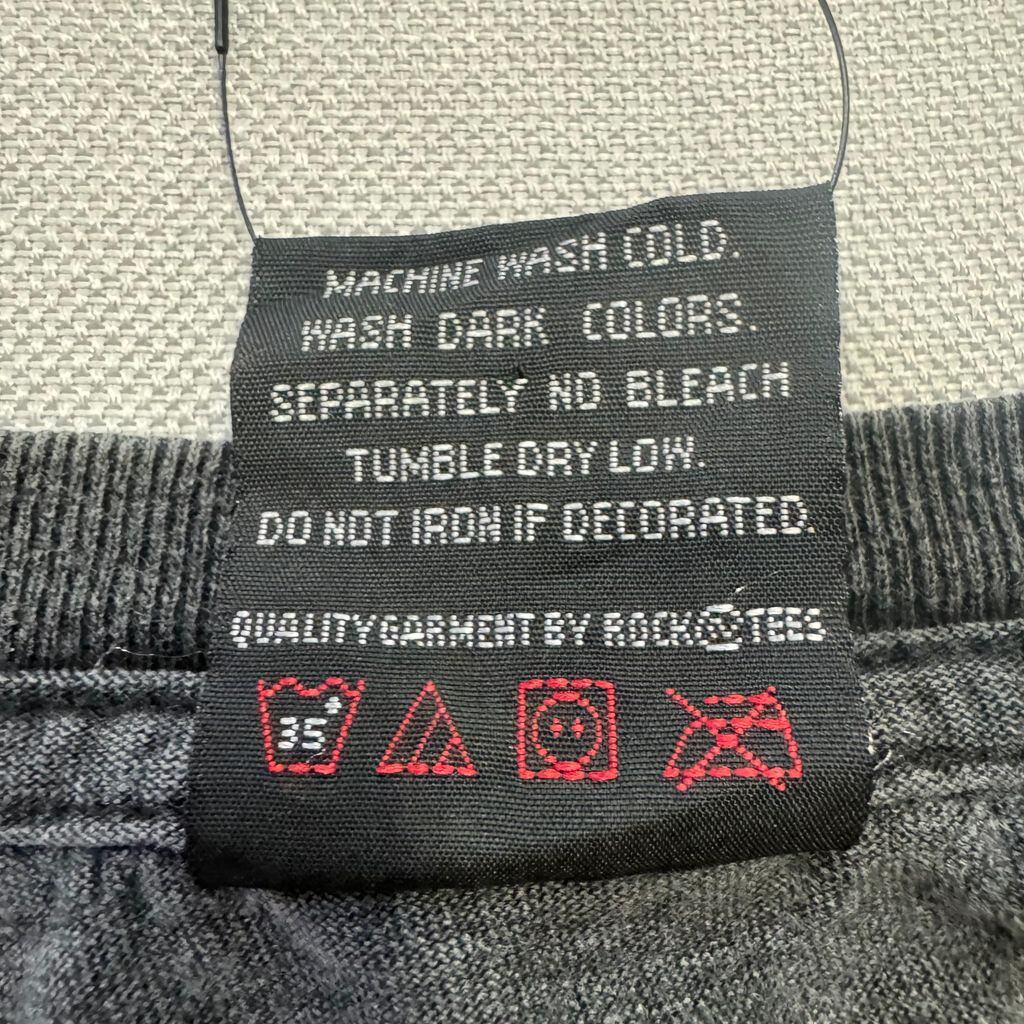 MACHINE WASH COLD.
WASH DARK COLORS.
SEPARATELY NO BLEACH
TUMBLE DRY LOW.
DO NOT IRON IF DECORATED.
QUALITY GARMENT BY TEES
35°